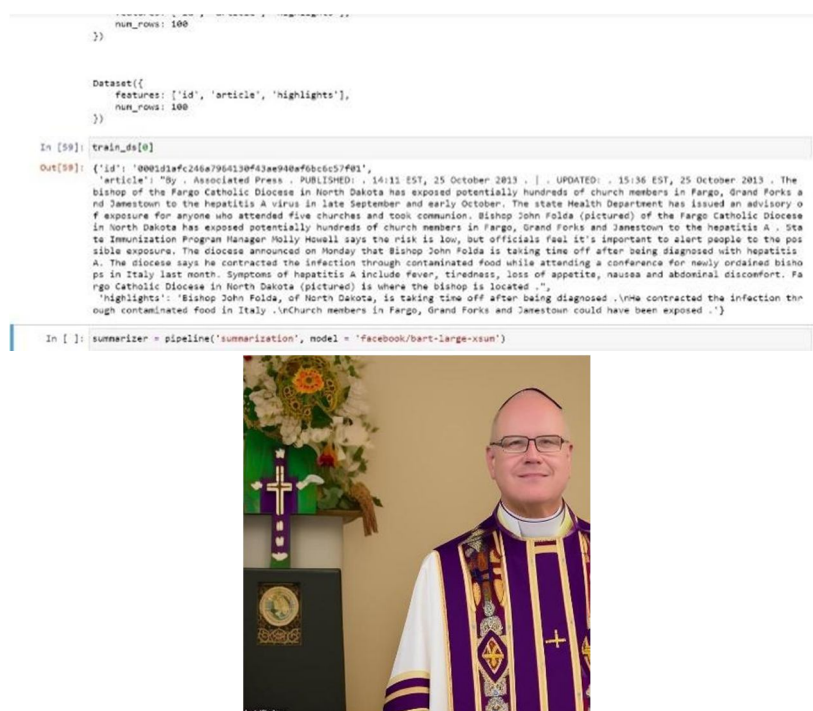 num_rows: 100
})
Dataset({
features: ['id', 'article', 'highlights'],
num_rows: 100
})
In [59]: train_ds[0]
Out[59]: {'id': '0001d1afc246a7964130f43ae940af6bc6c57f01',
'article': "By . Associated Press . PUBLISHED: . 14:11 EST, 25 October 2013 . | . UPDATED: . 15:36 EST, 25 October 2013 . The
bishop of the Fargo Catholic Diocese in North Dakota has exposed potentially hundreds of church members in Fargo, Grand Forks a
nd Jamestown to the hepatitis A virus in late September and early October. The state Health Department has issued an advisory o
f exposure for anyone who attended five churches and took communion. Bishop John Folda (pictured) of the Fargo Catholic Diocese
in North Dakota has exposed potentially hundreds of church members in Fargo, Grand Forks and Jamestown to the hepatitis A . Sta
te Immunization Program Manager Molly Howell says the risk is low, but officials feel it's important to alert people to the pos
sible exposure. The diocese announced on Monday that Bishop John Folda is taking time off after being diagnosed with hepatitis
A. The diocese says he contracted the infection through contaminated food while attending a conference for newly ordained bisho
ps in Italy last month. Symptoms of hepatitis A include fever, tiredness, loss of appetite, nausea and abdominal discomfort. Fa
rgo Catholic Diocese in North Dakota (pictured) is where the bishop is located .",
'highlights': 'Bishop John Folda, of North Dakota, is taking time off after being diagnosed .\nHe contracted the infection thr
ough contaminated food in Italy .\nChurch members in Fargo, Grand Forks and Jamestown could have been exposed .'}
In [ ]: summarizer = pipeline('summarization', model = 'facebook/bart-large-xsum')